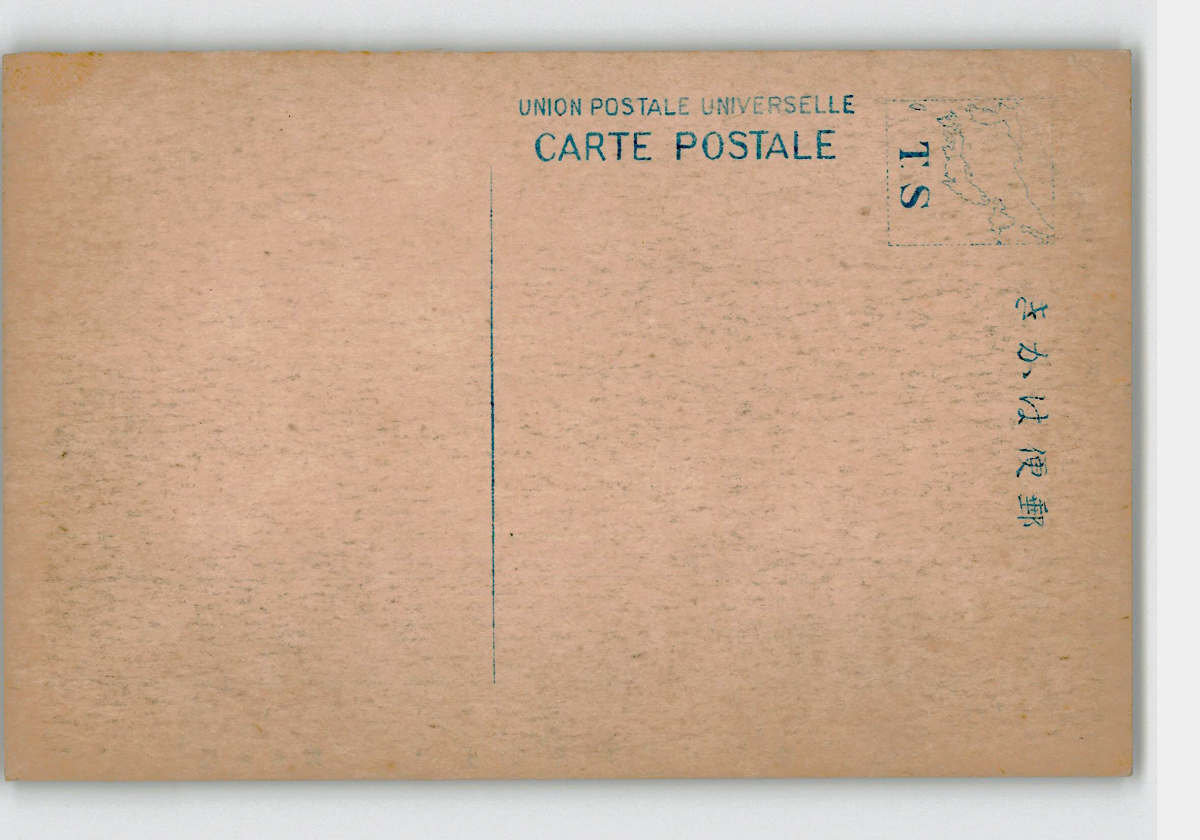 UNION POSTALE UNIVERSELLE
CARTE POSTALE
T.S
きかは便郵